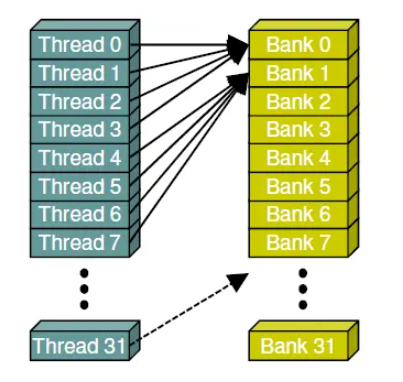 Thread 0 Bank 0
Thread 1 Bank 1
Thread 2 Bank 2
Thread 3 Bank 3
Thread 4 Bank 4
Thread 5 Bank 5
Thread 6 Bank 6
Thread 7 Bank 7
Thread 31 Bank 31